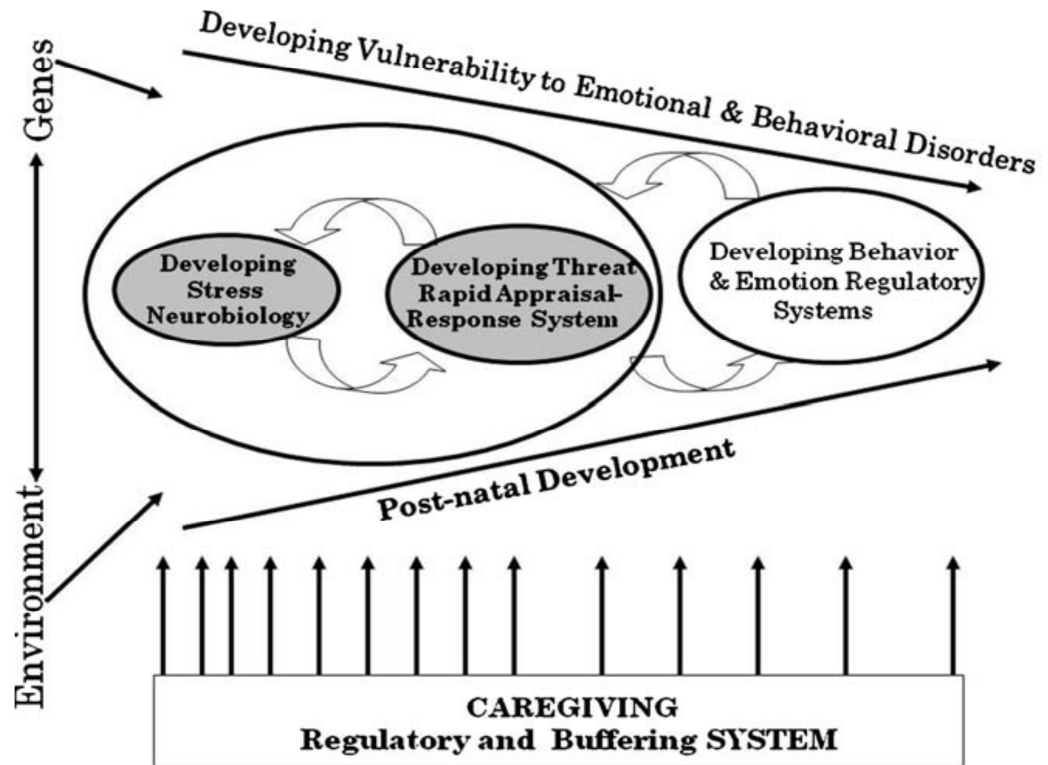 Developing Vulnerability to Emotional & Behavioral Disorders
Genes
Environment
Developing
Stress
Neurobiology
Developing Threat
Rapid Appraisal-
Response System
Developing Behavior
& Emotion Regulatory
Systems
Post-natal Development
CAREGIVING
Regulatory and Buffering SYSTEM